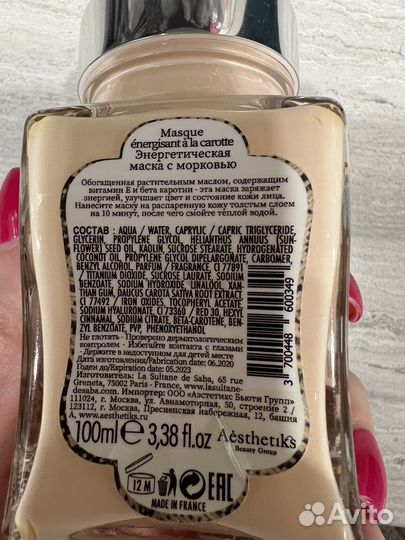 Masque
énergisant à la carotte
Энергетическая
маска с морковью
Обогащенная растительным маслом, содержащим
витамин Е и бета каротин - эта маска заряжает
энергией, улучшает цвет и состояние кожи лица.
Нанесите маску на распаренную кожу толстым слоем
на 10 минут, после чего смойте тёплой водой.
СОСТАВ : AQUA / WATER, CAPRYLIC / CAPRIC TRIGLYCERIDE,
GLYCERIN, PROPYLENE GLYCOL, HELIANTHUS ANNUUS (SUN-
FLOWER) SEED OIL, KAOLIN, SUCROSE STEARATE, HYDROGENATED
COCONUT OIL, PROPYLENE GLYCOL DIPELARGONATE, CARBOMER,
BENZYL ALCOHOL, PARFUM / FRAGRANCE, CI 77891
/ TITANIUM DIOXIDE, SUCROSE LAURATE, SODIUM
BENZOATE, SODIUM HYDROXIDE, LINALOOL, XAN-
THAN GUM, DAUCUS CAROTA SATIVA ROOT EXTRACT,
CI 77492 / IRON OXIDES, TOCOPHERYL ACETATE,
SODIUM HYALURONATE, CI 73360 / RED 30, HEXYL
CINNAMAL, SODIUM CITRATE, BETA-CAROTENE, BEN-
ZYL BENZOATE, PVP, PHENOXYETHANOL
Не глотать - Проверено дерматологическим
контролем - Избегать контакта с глазами
- Держите в недоступном для детей месте
Дата изготовления/Fabrication date: 06.2020
Годен до/Expiration date: 05.2023
Изготовитель: La Sultane de Saba, 65 rue
Greneta, 75002 Paris - France, www.lasultane-
desaba.com. Импортер: ООО «Аэстетикс Бьюти Групп»
111024, г. Москва, ул. Авиамоторная, 50, строение 2 /
123112, г. Москва, Пресненская набережная, 12, башня
А, www.aesthetiks.ru
3 700448 600349
100ml e 3,38 fl.oz
Aesthetiks
Beauty Group
12 M
EAC
MADE IN FRANCE
Avito